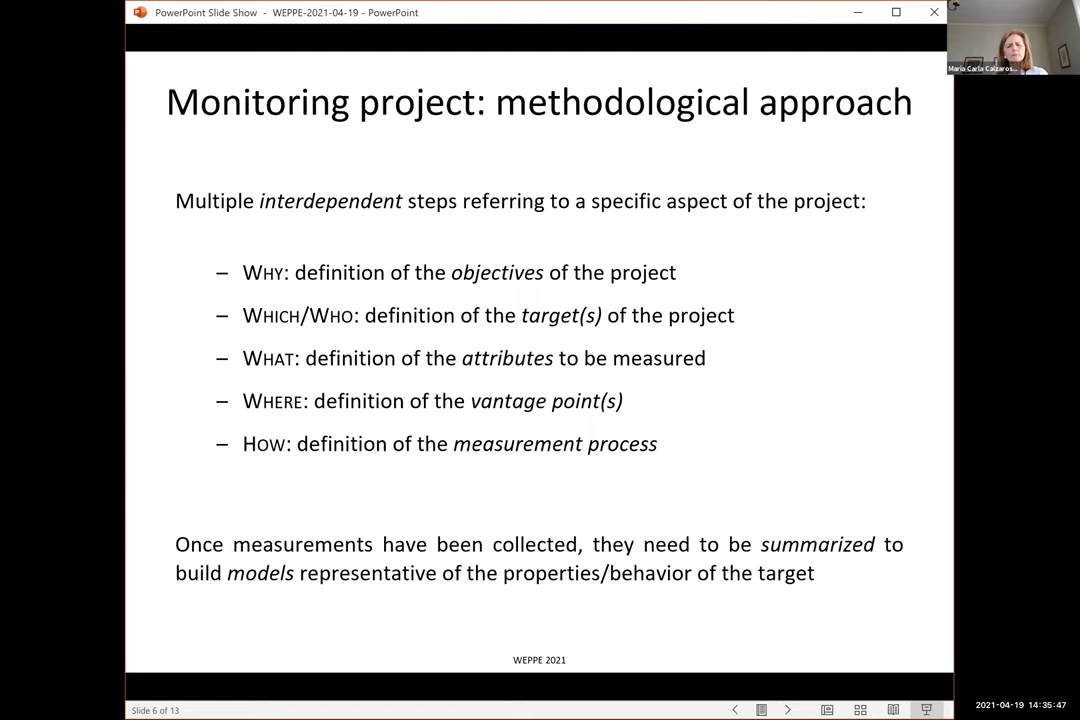 PowerPoint Slide Show - WEPPE-2021-04-19 - PowerPoint
Maria Carla Calzaros...
Monitoring project: methodological approach
Multiple interdependent steps referring to a specific aspect of the project:
– WHY: definition of the objectives of the project
– WHICH/WHO: definition of the target(s) of the project
– WHAT: definition of the attributes to be measured
– WHERE: definition of the vantage point(s)
– HOW: definition of the measurement process
Once measurements have been collected, they need to be summarized to
build models representative of the properties/behavior of the target
WEPPE 2021
Slide 6 of 13
2021-04-19 14:35:47